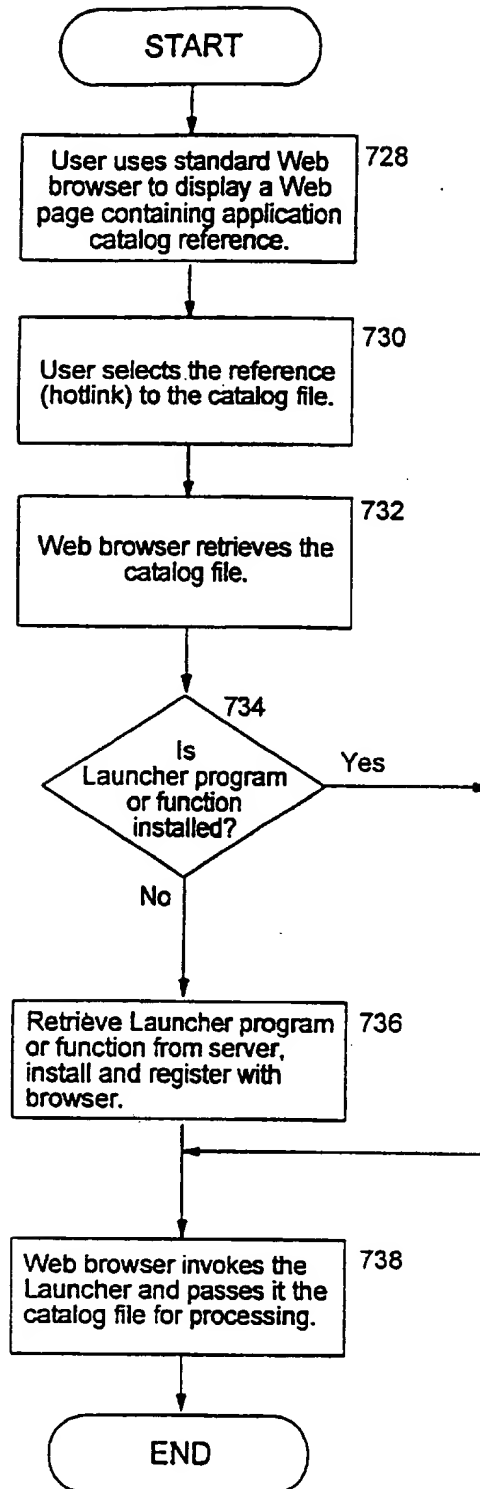 START
728
User uses standard Web
browser to display a Web
page containing application
catalog reference.
730
User selects the reference
(hotlink) to the catalog file.
732
Web browser retrieves the
catalog file.
734
Is
Launcher program
or function
installed?
Yes
No
736
Retrieve Launcher program
or function from server,
install and register with
browser.
738
Web browser invokes the
Launcher and passes it the
catalog file for processing.
END